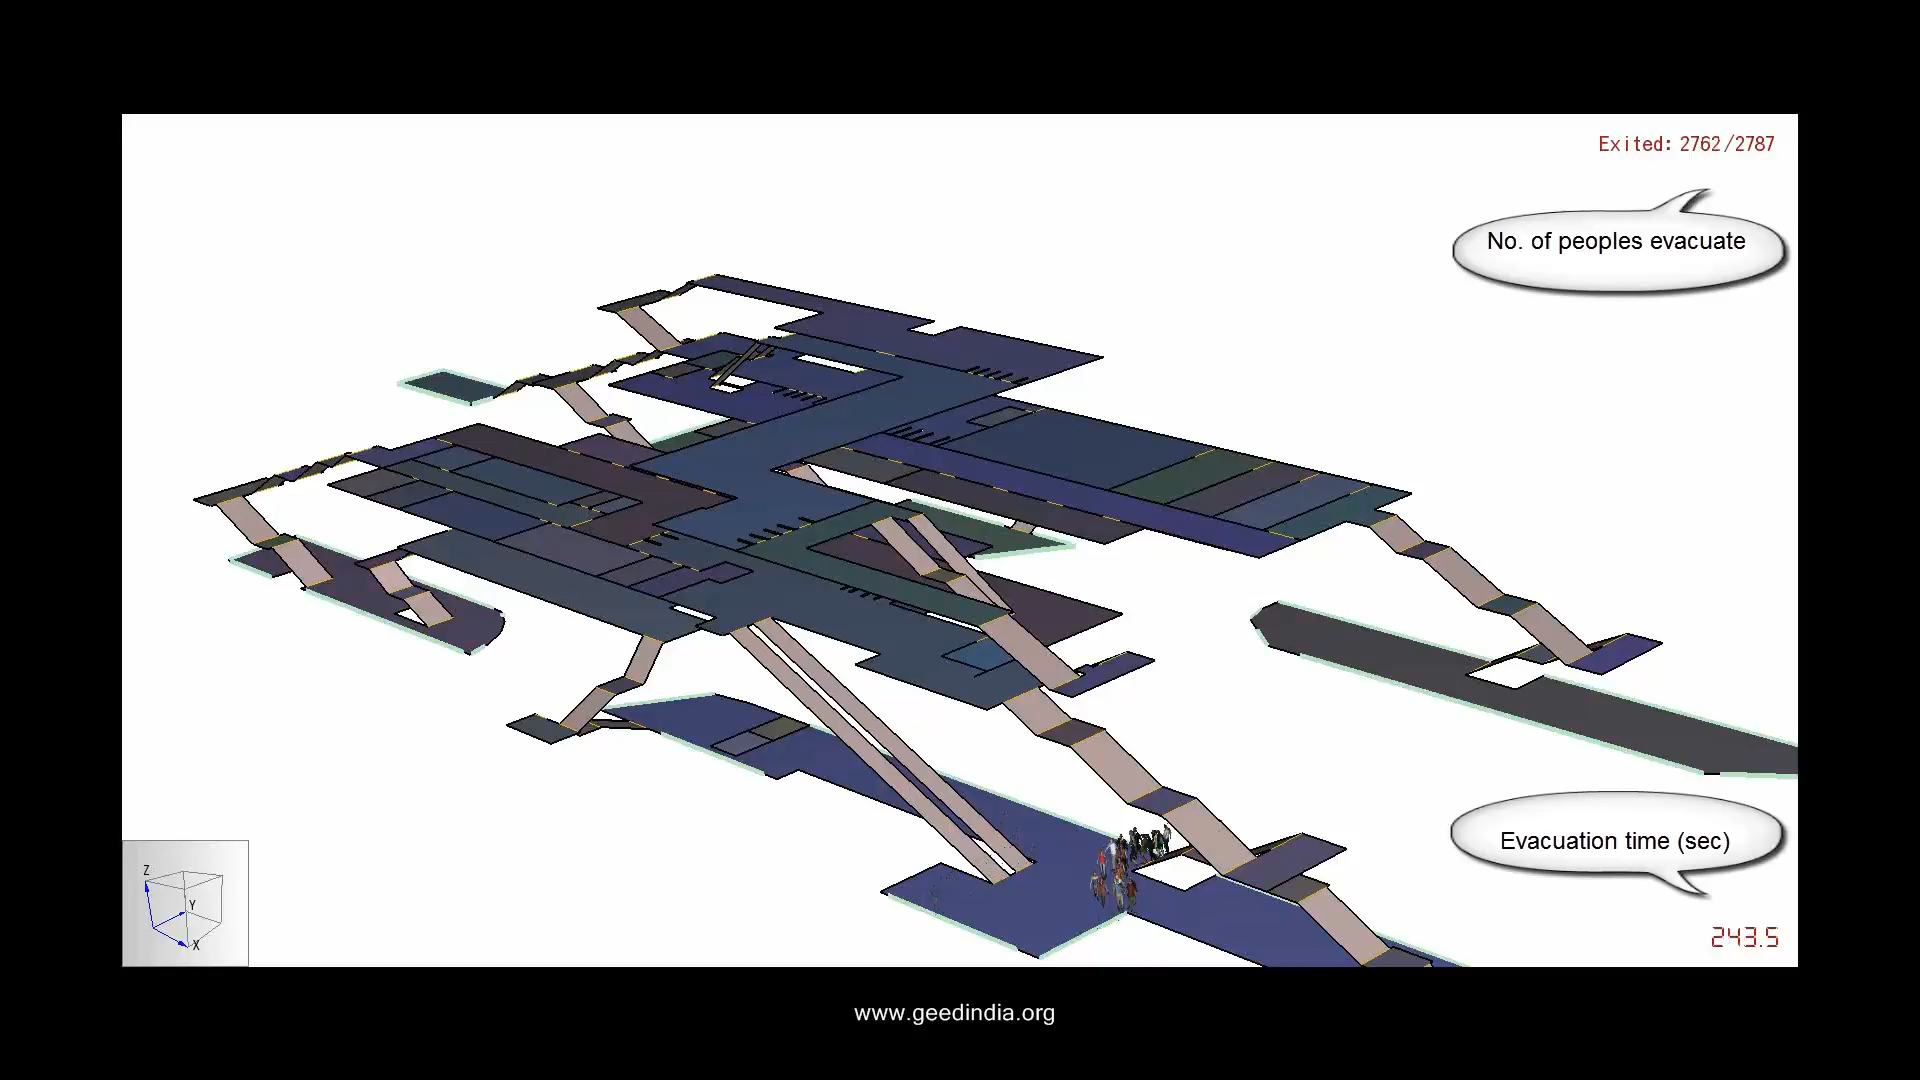 Exited: 2762/2787
No. of peoples evacuate
Evacuation time (sec)
Z
Y
X
243.5
www.geedindia.org